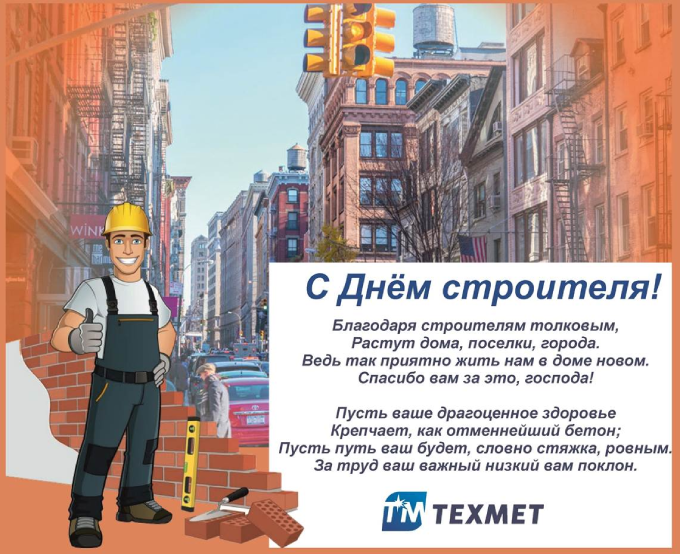 WINK
С Днём строителя!
Благодаря строителям толковым,
Растут дома, поселки, города.
Ведь так приятно жить нам в доме новом.
Спасибо вам за это, господа!
Пусть ваше драгоценное здоровье
Крепчает, как отменнейший бетон;
Пусть путь ваш будет, словно стяжка, ровным.
За труд ваш важный низкий вам поклон.
ТМ ТЕХМЕТ